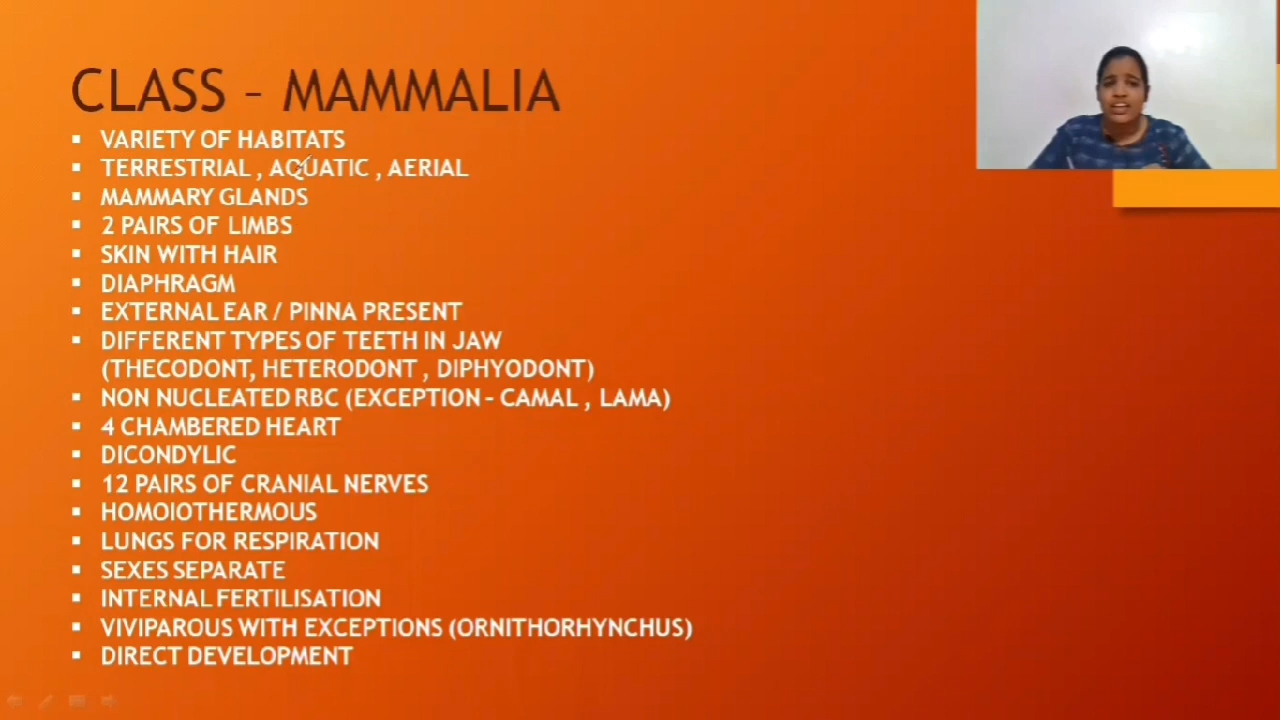 CLASS – MAMMALIA
▪ VARIETY OF HABITATS
▪ TERRESTRIAL , AQUATIC , AERIAL
▪ MAMMARY GLANDS
▪ 2 PAIRS OF LIMBS
▪ SKIN WITH HAIR
▪ DIAPHRAGM
▪ EXTERNAL EAR / PINNA PRESENT
▪ DIFFERENT TYPES OF TEETH IN JAW
(THECODONT, HETERODONT , DIPHYODONT)
▪ NON NUCLEATED RBC (EXCEPTION – CAMAL , LAMA)
▪ 4 CHAMBERED HEART
▪ DICONDYLIC
▪ 12 PAIRS OF CRANIAL NERVES
▪ HOMOIOTHERMOUS
▪ LUNGS FOR RESPIRATION
▪ SEXES SEPARATE
▪ INTERNAL FERTILISATION
▪ VIVIPAROUS WITH EXCEPTIONS (ORNITHORHYNCHUS)
▪ DIRECT DEVELOPMENT